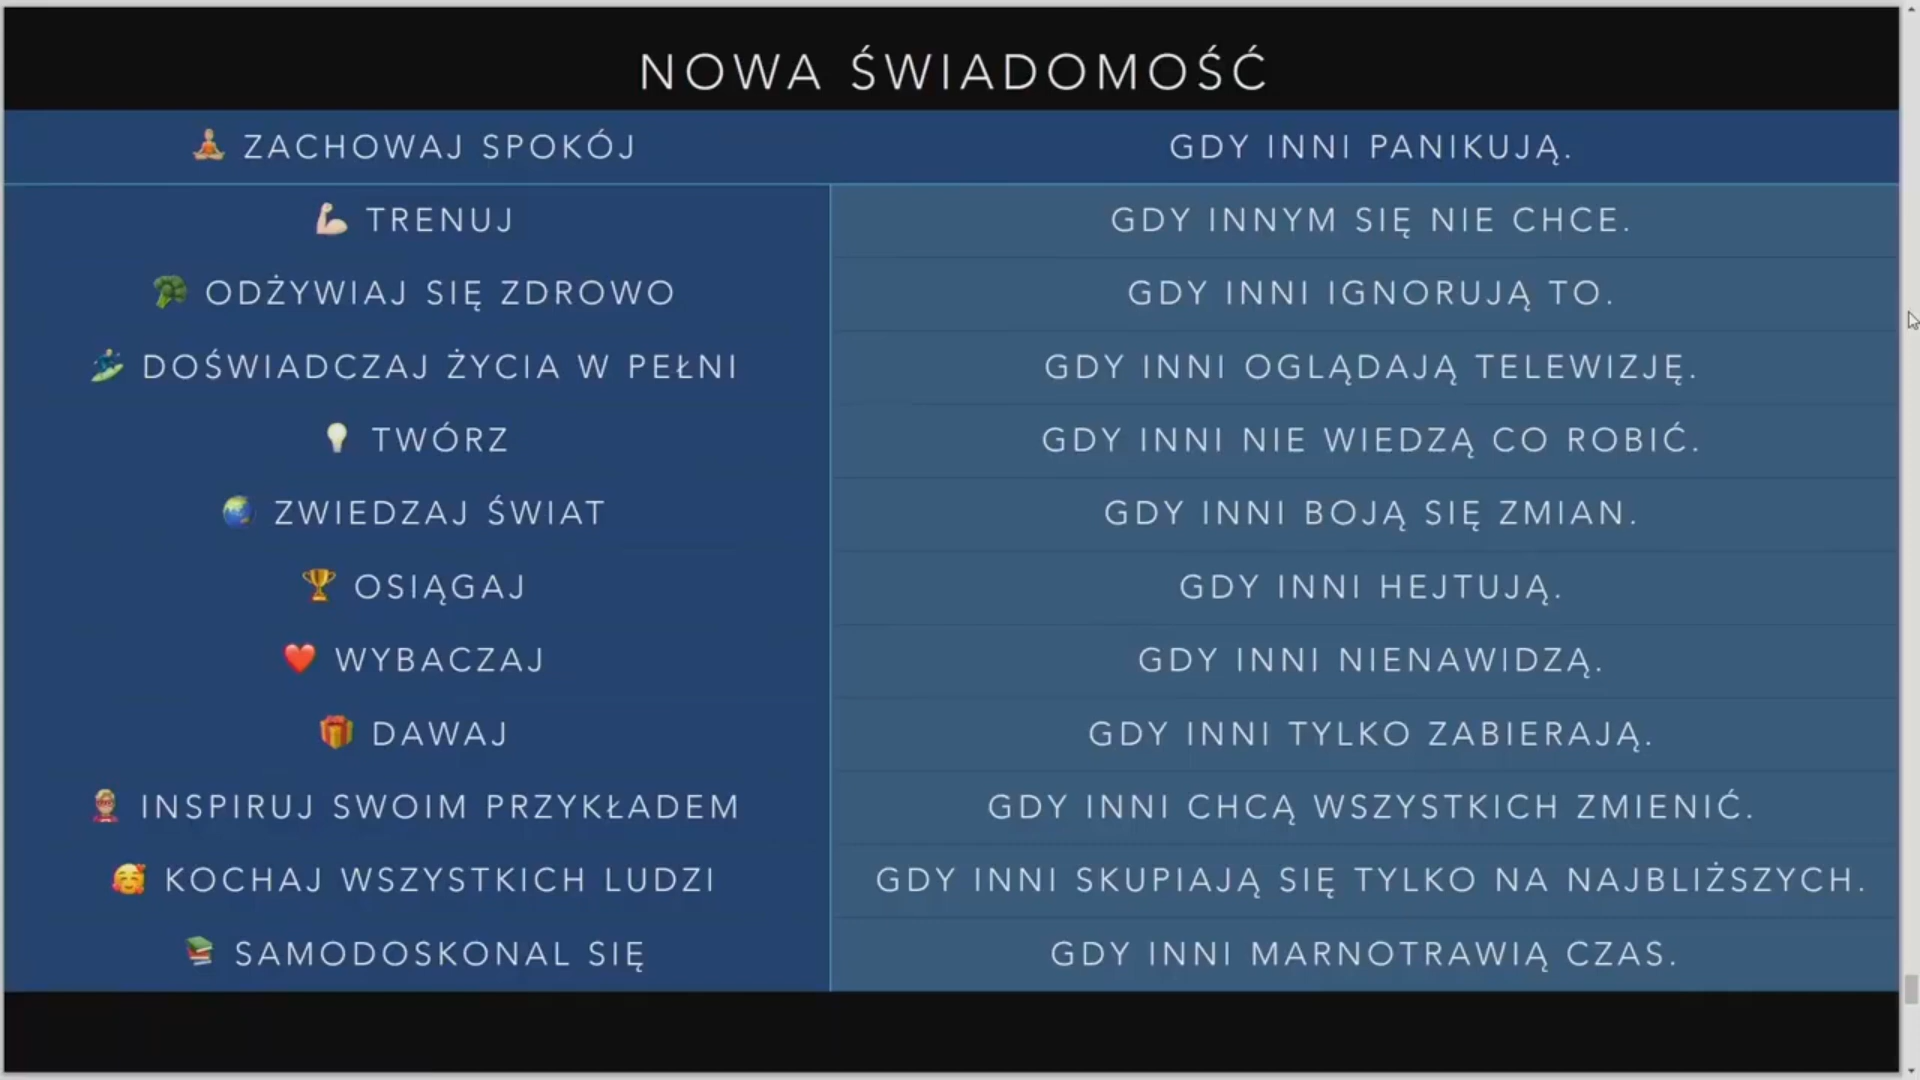 NOWA ŚWIADOMOŚĆ
🧘 ZACHOWAJ SPOKÓJ GDY INNI PANIKUJĄ.
💪 TRENUJ GDY INNYM SIĘ NIE CHCE.
🥦 ODŻYWIAJ SIĘ ZDROWO GDY INNI IGNORUJĄ TO.
🏄 DOŚWIADCZAJ ŻYCIA W PEŁNI GDY INNI OGLĄDAJĄ TELEWIZJĘ.
💡 TWÓRZ GDY INNI NIE WIEDZĄ CO ROBIĆ.
🌏 ZWIEDZAJ ŚWIAT GDY INNI BOJĄ SIĘ ZMIAN.
🏆 OSIĄGAJ GDY INNI HEJTUJĄ.
❤️ WYBACZAJ GDY INNI NIENAWIDZĄ.
🎁 DAWAJ GDY INNI TYLKO ZABIERAJĄ.
🦸 INSPIRUJ SWOIM PRZYKŁADEM GDY INNI CHCĄ WSZYSTKICH ZMIENIĆ.
🥰 KOCHAJ WSZYSTKICH LUDZI GDY INNI SKUPIAJĄ SIĘ TYLKO NA NAJBLIŻSZYCH.
📚 SAMODOSKONAL SIĘ GDY INNI MARNOTRAWIĄ CZAS.